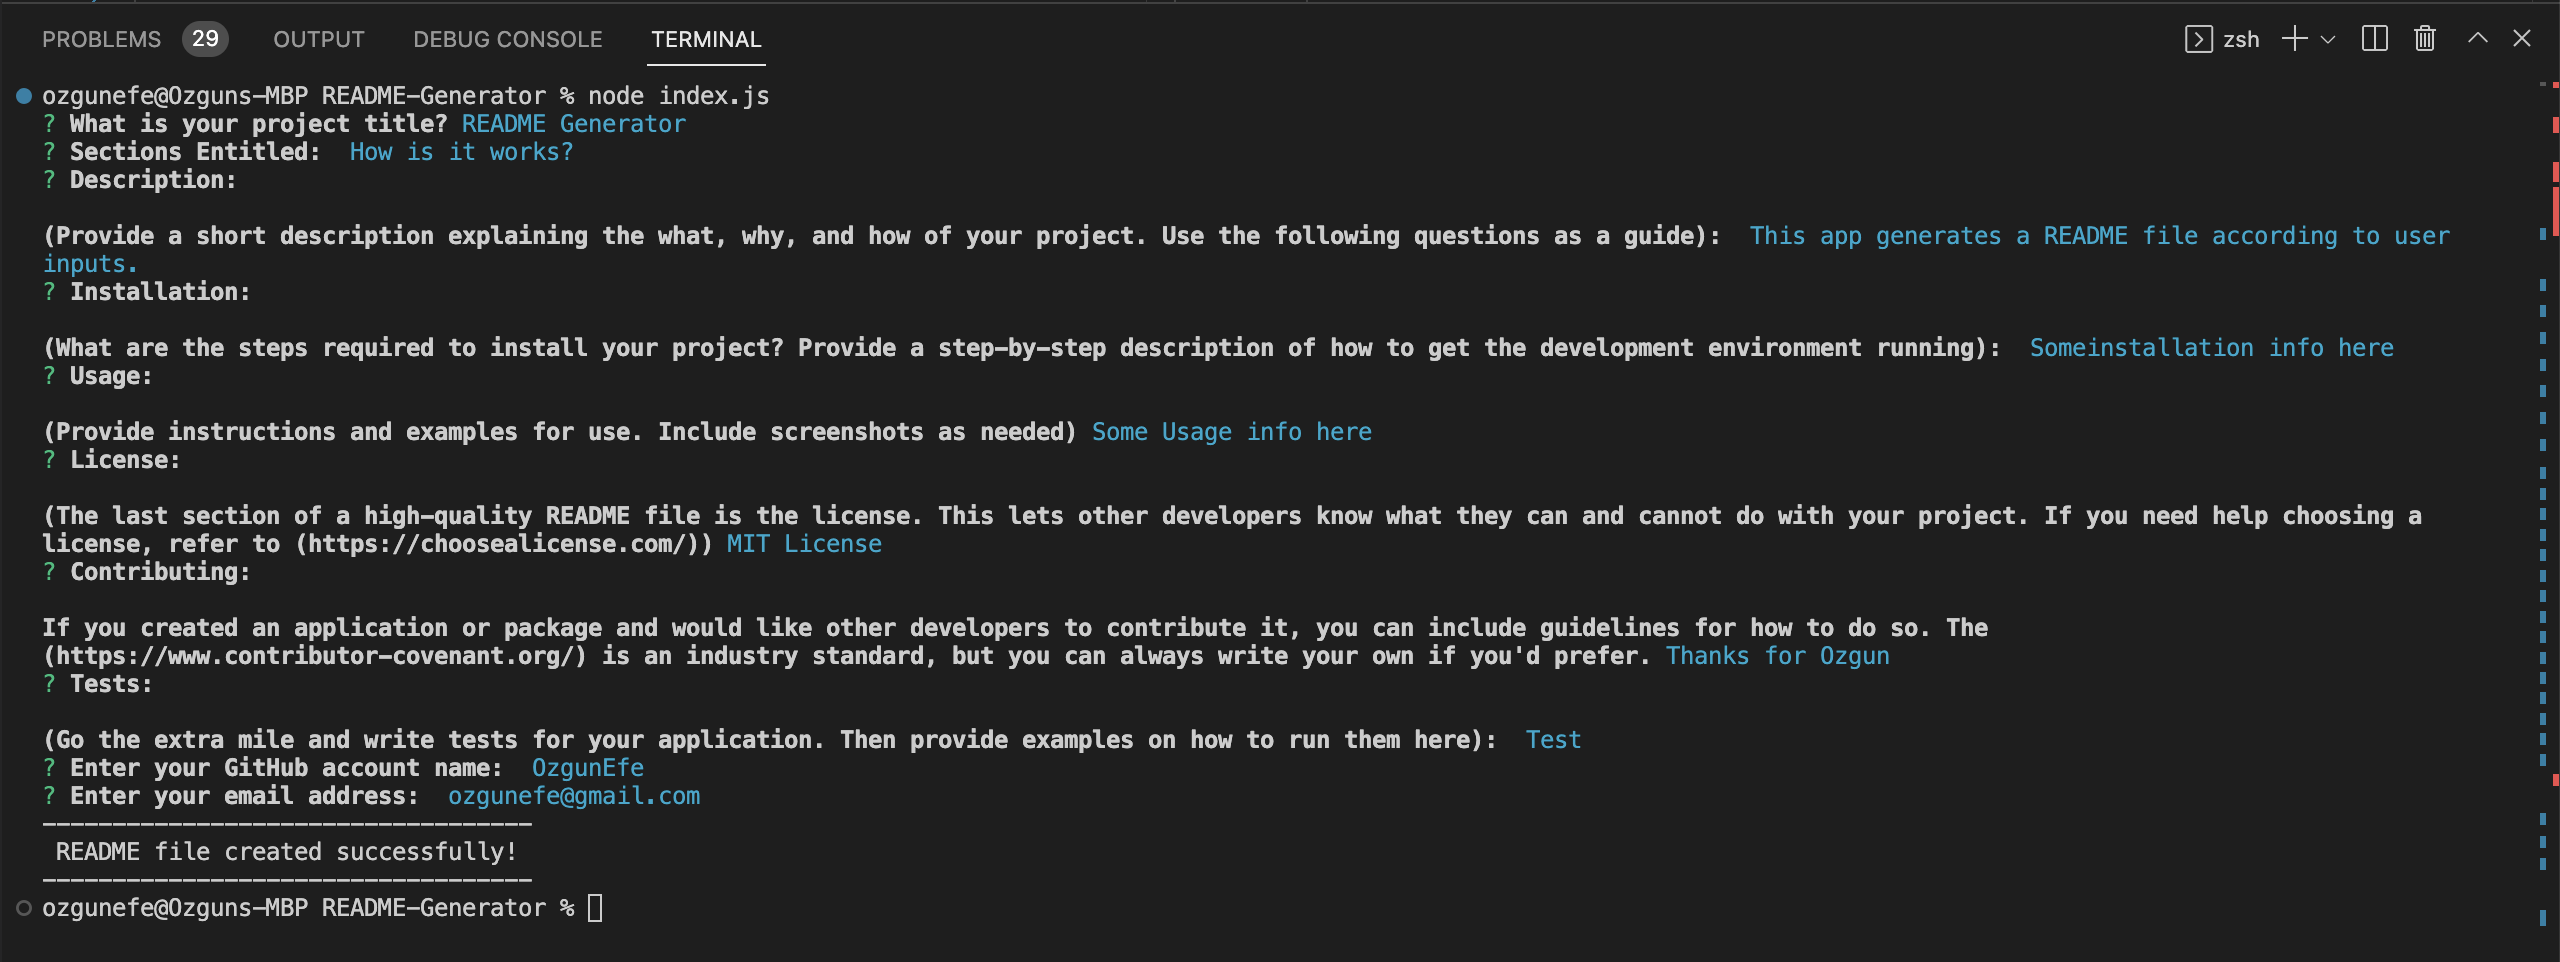 PROBLEMS 29 OUTPUT DEBUG CONSOLE TERMINAL zsh
ozgunefe@Ozguns-MBP README-Generator % node index.js
? What is your project title? README Generator
? Sections Entitled:  How is it works?
? Description:
(Provide a short description explaining the what, why, and how of your project. Use the following questions as a guide):  This app generates a README file according to user
inputs.
? Installation:
(What are the steps required to install your project? Provide a step-by-step description of how to get the development environment running):  Someinstallation info here
? Usage:
(Provide instructions and examples for use. Include screenshots as needed) Some Usage info here
? License:
(The last section of a high-quality README file is the license. This lets other developers know what they can and cannot do with your project. If you need help choosing a
license, refer to (https://choosealicense.com/)) MIT License
? Contributing:
If you created an application or package and would like other developers to contribute it, you can include guidelines for how to do so. The
(https://www.contributor-covenant.org/) is an industry standard, but you can always write your own if you'd prefer. Thanks for Ozgun
? Tests:
(Go the extra mile and write tests for your application. Then provide examples on how to run them here):  Test
? Enter your GitHub account name:  OzgunEfe
? Enter your email address:  ozgunefe@gmail.com
-----------------------------------
README file created successfully!
-----------------------------------
ozgunefe@Ozguns-MBP README-Generator %